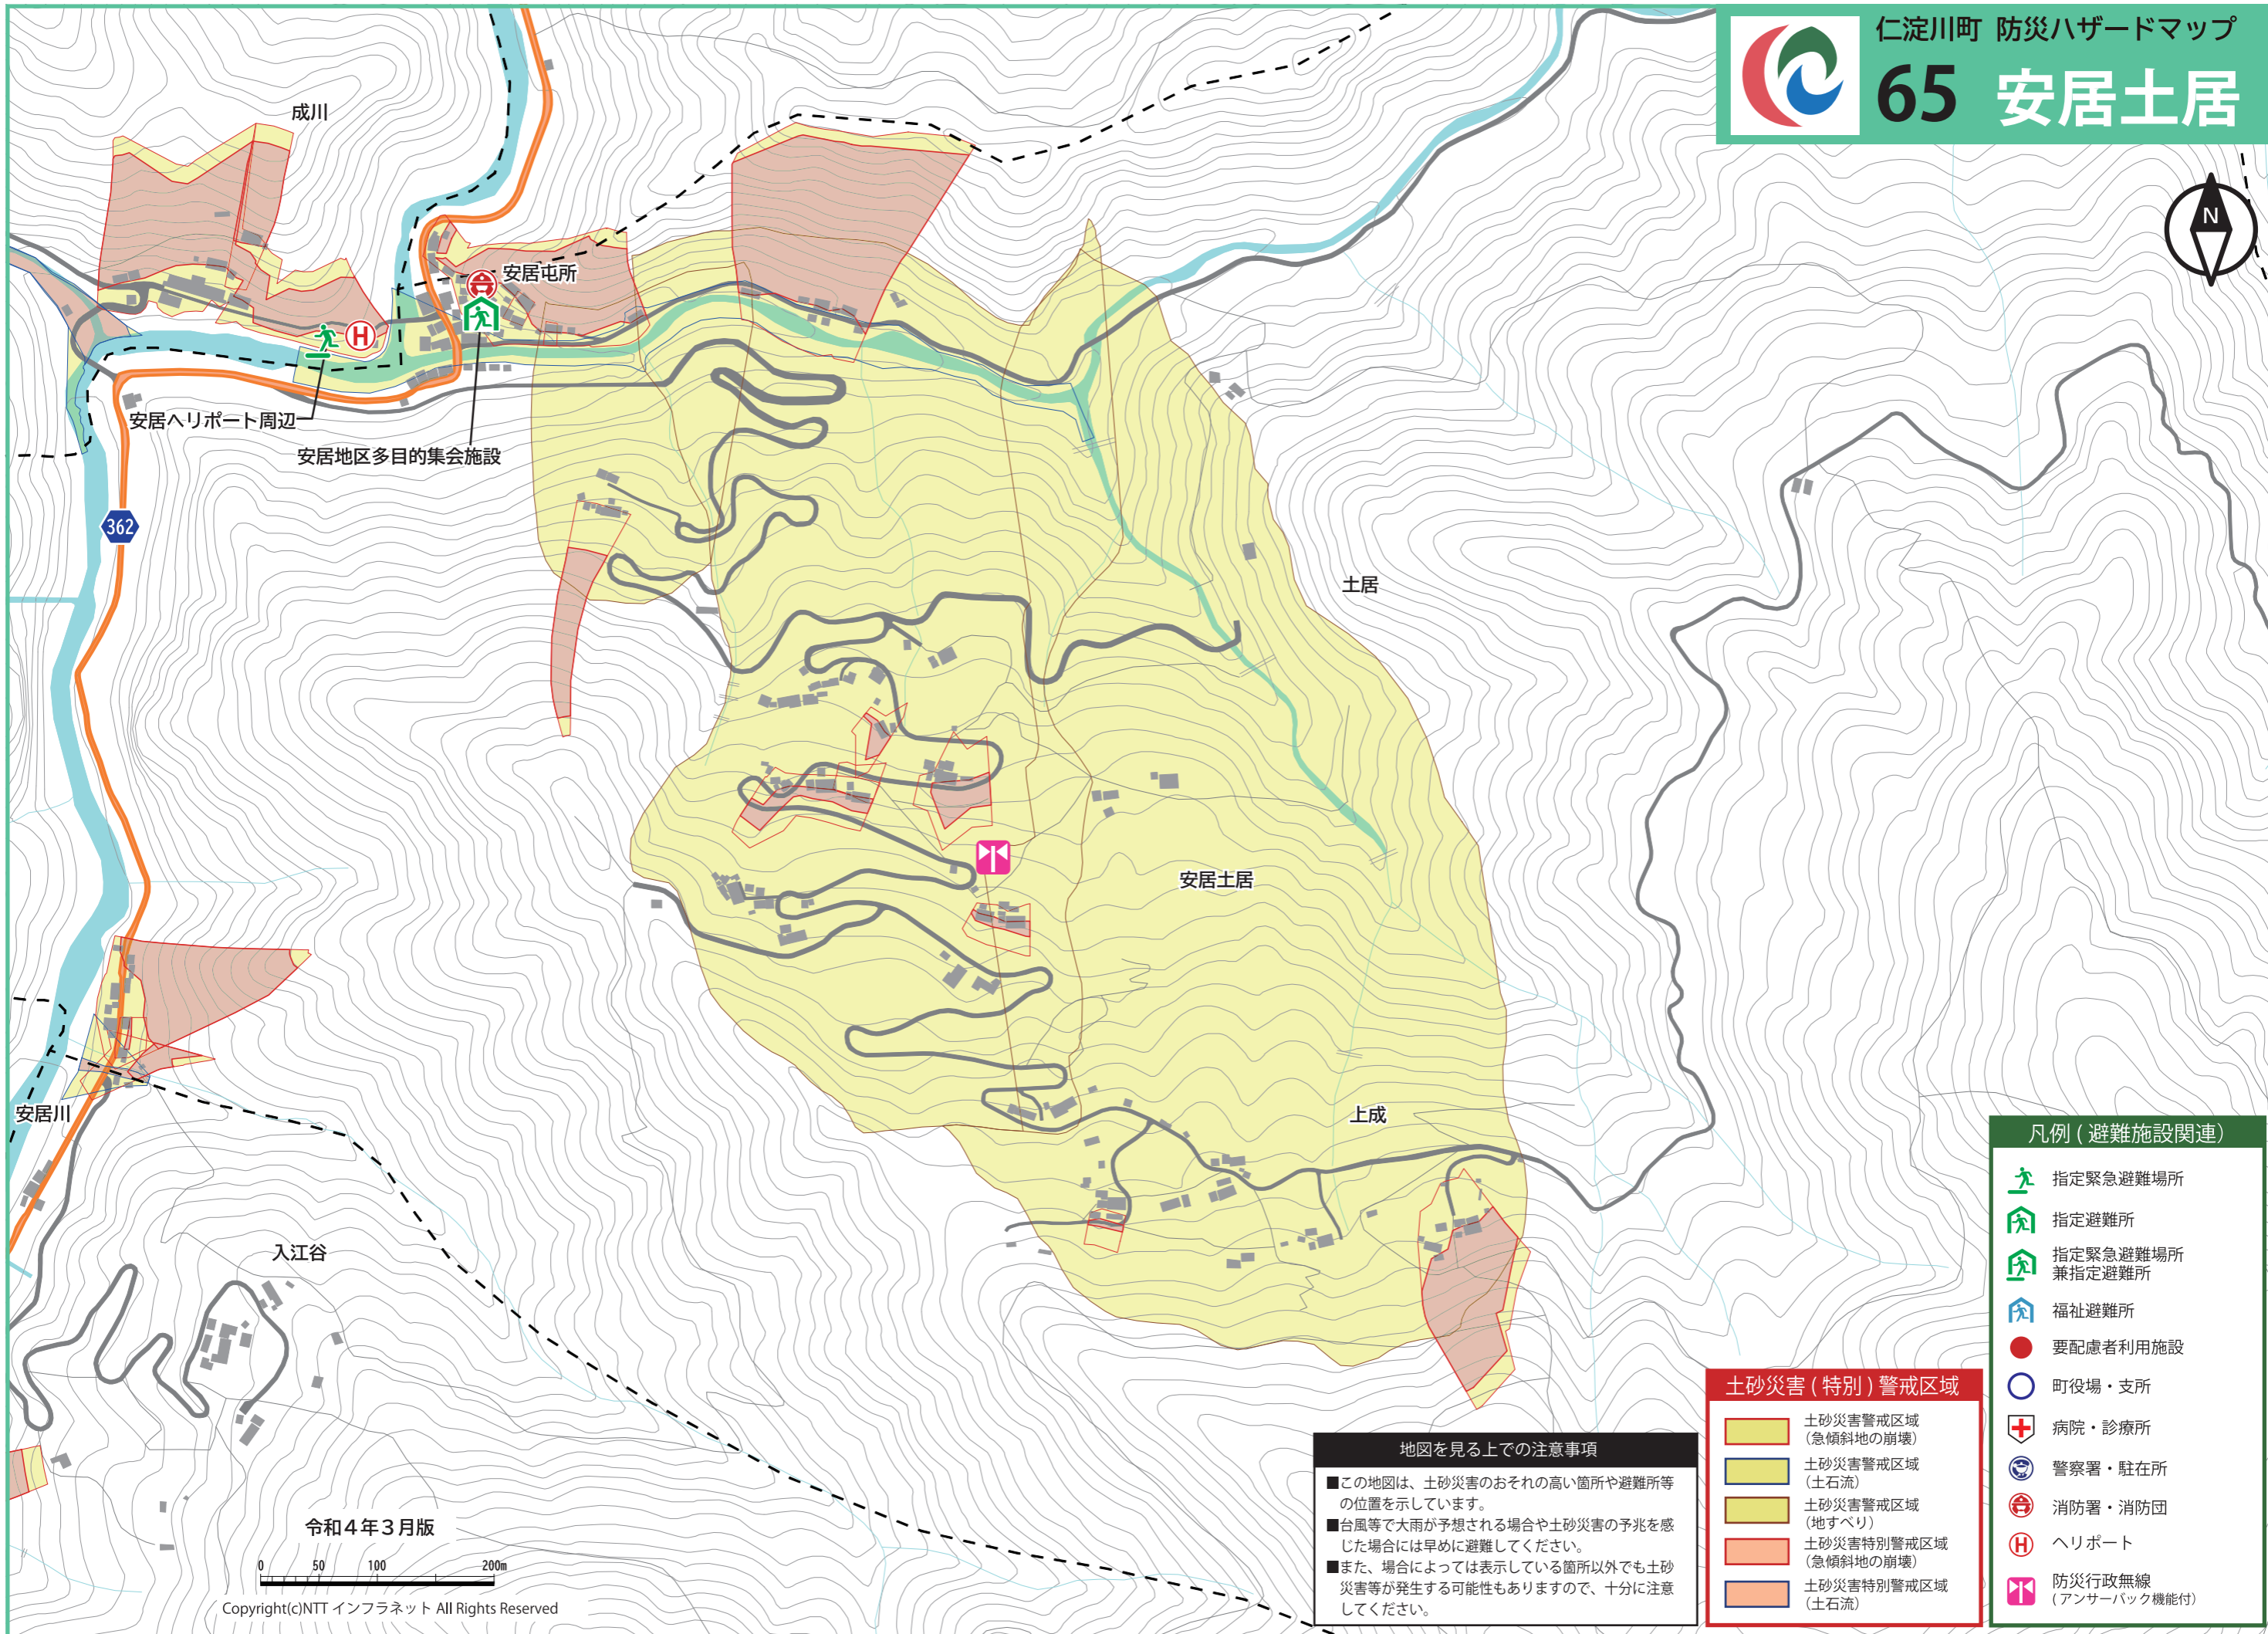 仁淀川町 防災ハザードマップ
65 安居土居
N
成川
安居屯所
H
安居ヘリポート周辺
安居地区多目的集会施設
362
土居
安居土居
安居川
上成
入江谷
令和4年3月版
0 50 100 200m
Copyright(c)NTT インフラネット All Rights Reserved
地図を見る上での注意事項
■この地図は、土砂災害のおそれの高い箇所や避難所等
の位置を示しています。
■台風等で大雨が予想される場合や土砂災害の予兆を感
じた場合には早めに避難してください。
■また、場合によっては表示している箇所以外でも土砂
災害等が発生する可能性もありますので、十分に注意
してください。
土砂災害(特別)警戒区域
土砂災害警戒区域
(急傾斜地の崩壊)
土砂災害警戒区域
(土石流)
土砂災害警戒区域
(地すべり)
土砂災害特別警戒区域
(急傾斜地の崩壊)
土砂災害特別警戒区域
(土石流)
凡例(避難施設関連)
指定緊急避難場所
指定避難所
指定緊急避難場所
兼指定避難所
福祉避難所
要配慮者利用施設
町役場・支所
病院・診療所
警察署・駐在所
消防署・消防団
H ヘリポート
防災行政無線
(アンサーバック機能付)